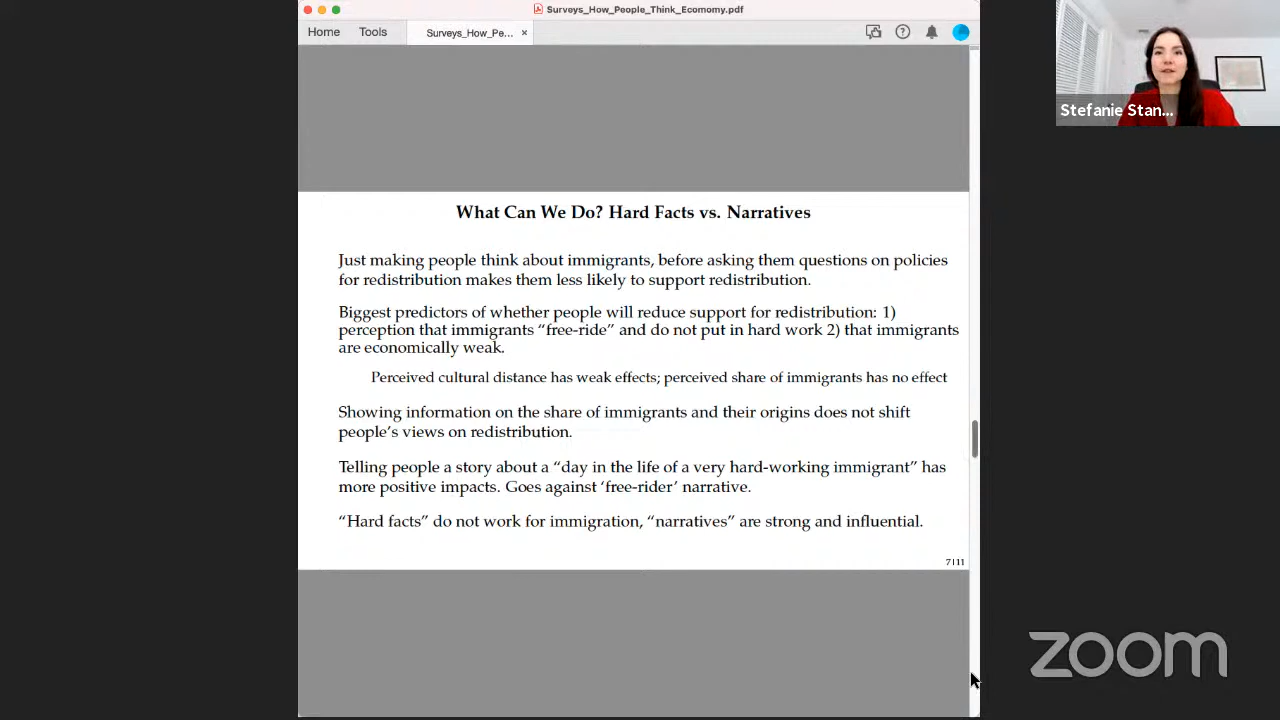 Surveys_How_People_Think_Ecomomy.pdf
Home
Tools
Surveys_How_Pe...
Stefanie Stan...
What Can We Do? Hard Facts vs. Narratives
Just making people think about immigrants, before asking them questions on policies
for redistribution makes them less likely to support redistribution.
Biggest predictors of whether people will reduce support for redistribution: 1)
perception that immigrants “free-ride” and do not put in hard work 2) that immigrants
are economically weak.
Perceived cultural distance has weak effects; perceived share of immigrants has no effect
Showing information on the share of immigrants and their origins does not shift
people’s views on redistribution.
Telling people a story about a “day in the life of a very hard-working immigrant” has
more positive impacts. Goes against ‘free-rider’ narrative.
“Hard facts” do not work for immigration, “narratives” are strong and influential.
7|11
zoom